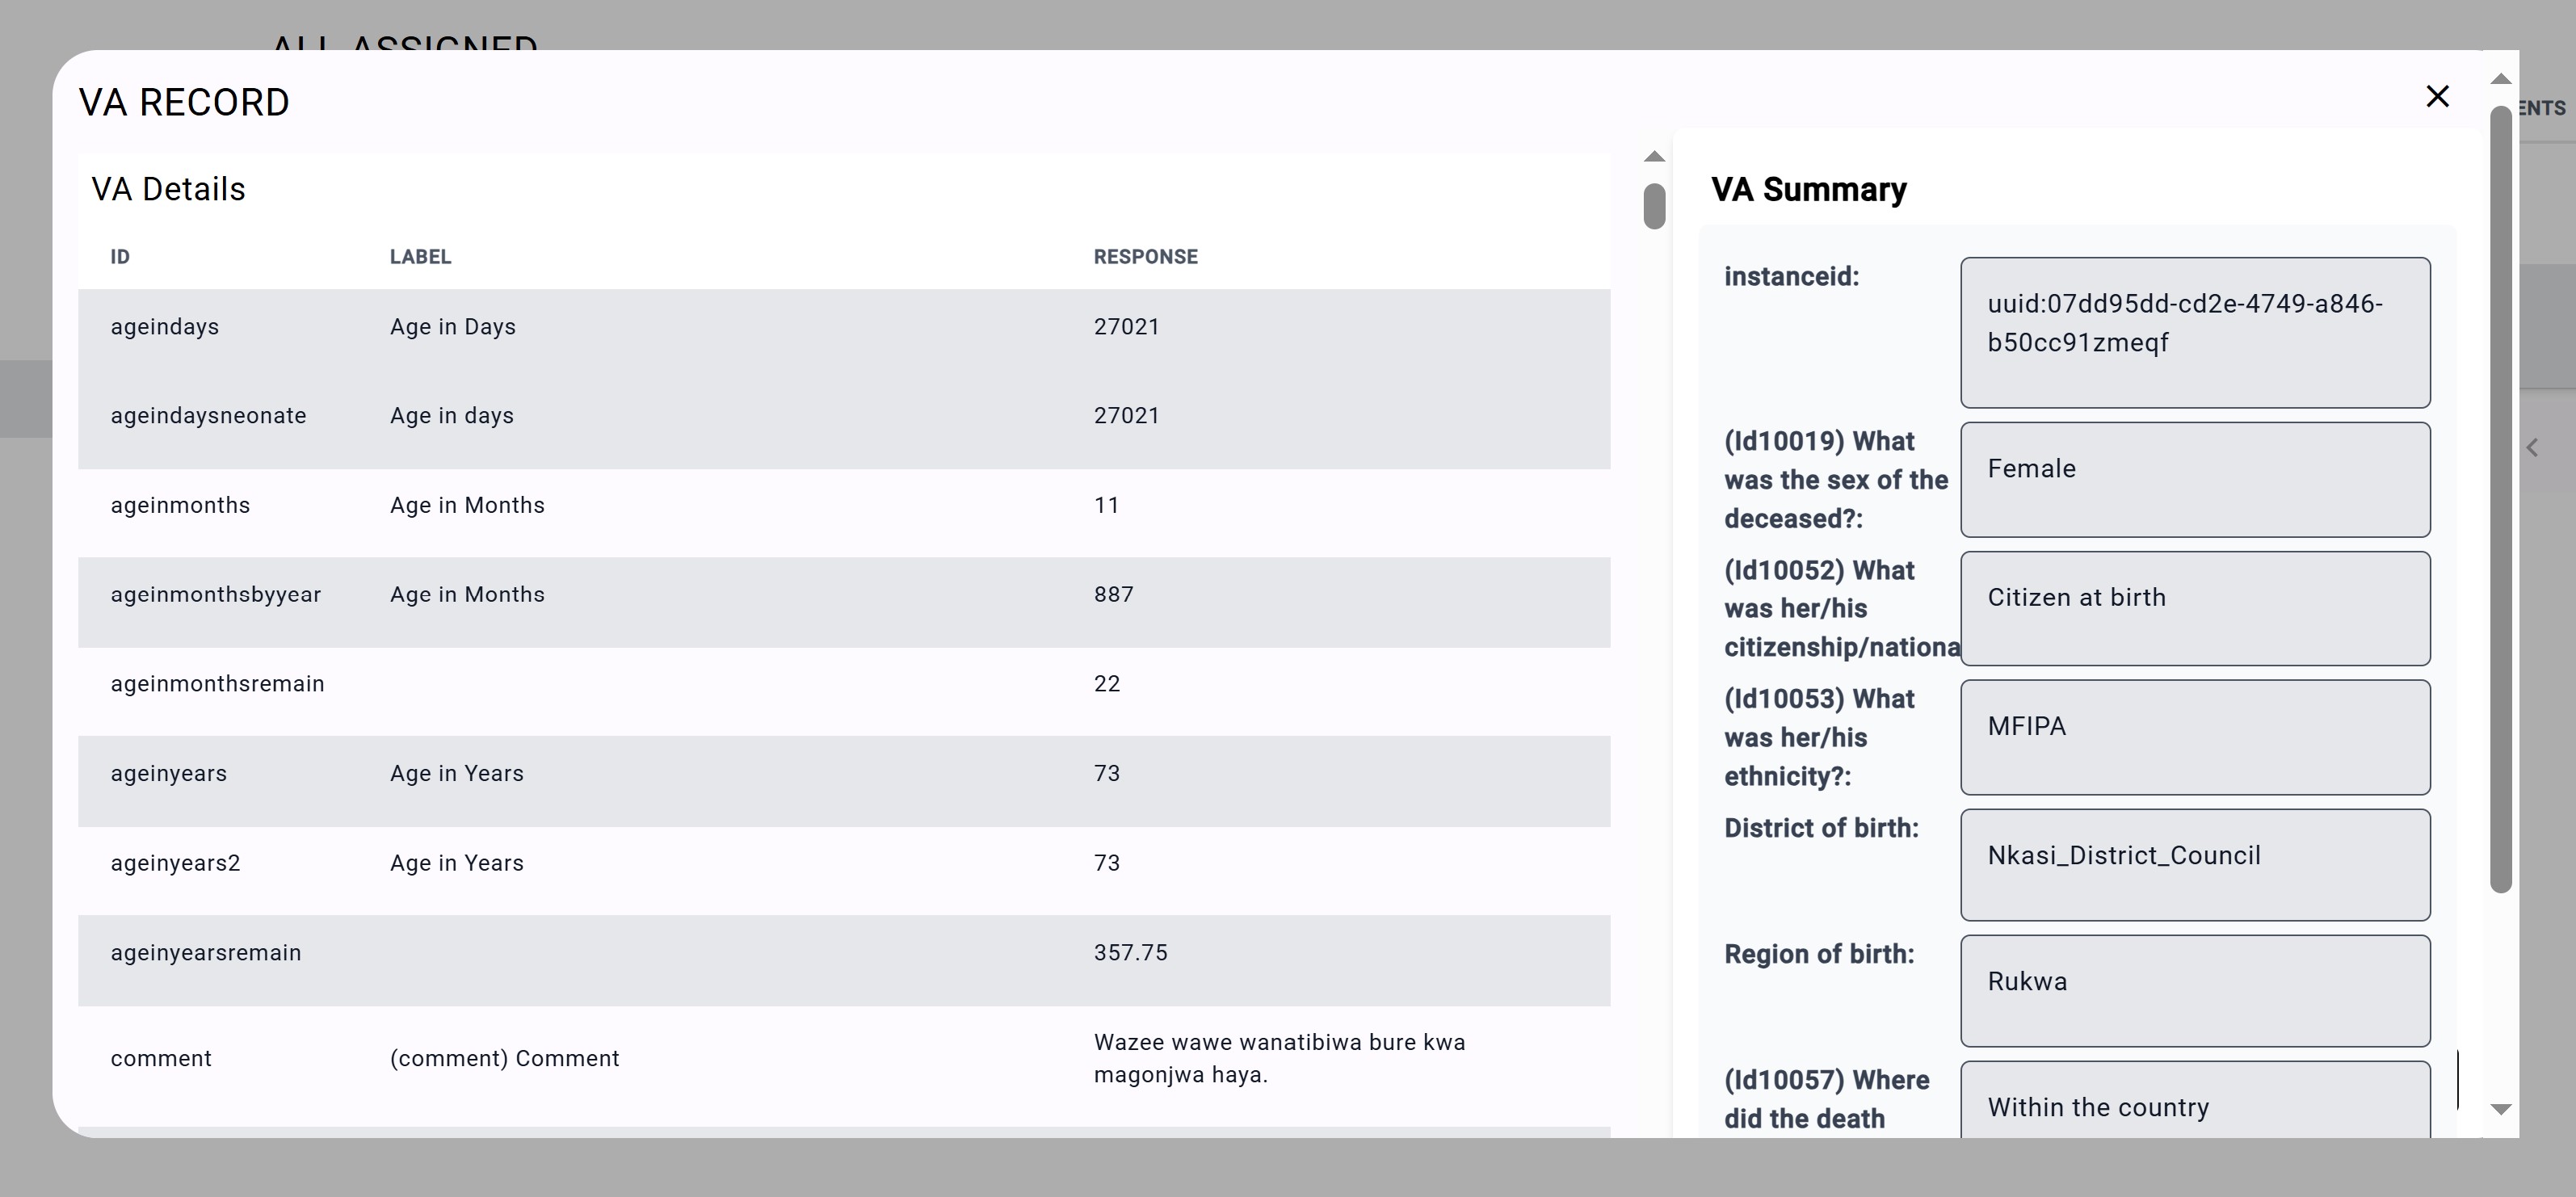 ALL ASSIGNED
ENTS
VA RECORD
VA Details
ID LABEL RESPONSE
ageindays Age in Days 27021
ageindaysneonate Age in days 27021
ageinmonths Age in Months 11
ageinmonthsbyyear Age in Months 887
ageinmonthsremain 22
ageinyears Age in Years 73
ageinyears2 Age in Years 73
ageinyearsremain 357.75
comment (comment) Comment Wazee wawe wanatibiwa bure kwa
magonjwa haya.
VA Summary
instanceid:
uuid:07dd95dd-cd2e-4749-a846-
b50cc91zmeqf
(Id10019) What
was the sex of the
deceased?:
Female
(Id10052) What
was her/his
citizenship/nationa
Citizen at birth
(Id10053) What
was her/his
ethnicity?:
MFIPA
District of birth:
Nkasi_District_Council
Region of birth:
Rukwa
(Id10057) Where
did the death
Within the country